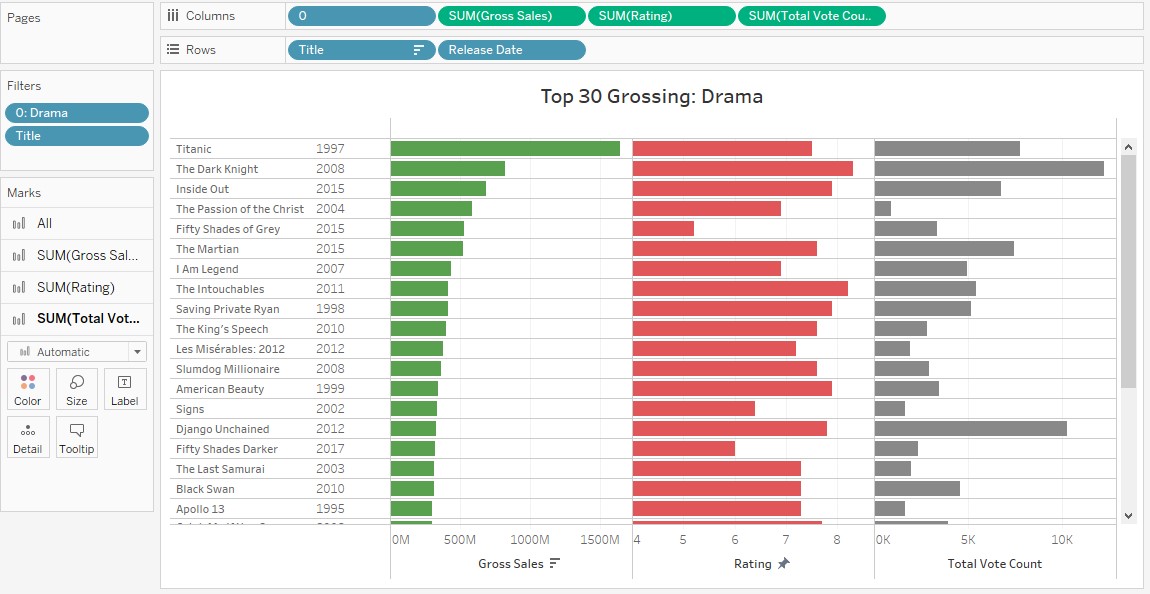 Pages
Columns
0
SUM(Gross Sales)
SUM(Rating)
SUM(Total Vote Cou..
Rows
Title
Release Date
Filters
0: Drama
Title
Marks
All
SUM(Gross Sal...
SUM(Rating)
SUM(Total Vot...
Automatic
Color Size Label
Detail Tooltip
Top 30 Grossing: Drama
Titanic 1997
The Dark Knight 2008
Inside Out 2015
The Passion of the Christ 2004
Fifty Shades of Grey 2015
The Martian 2015
I Am Legend 2007
The Intouchables 2011
Saving Private Ryan 1998
The King's Speech 2010
Les Misérables: 2012 2012
Slumdog Millionaire 2008
American Beauty 1999
Signs 2002
Django Unchained 2012
Fifty Shades Darker 2017
The Last Samurai 2003
Black Swan 2010
Apollo 13 1995
0M 500M 1000M 1500M 4 5 6 7 8 0K 5K 10K
Gross Sales Rating Total Vote Count